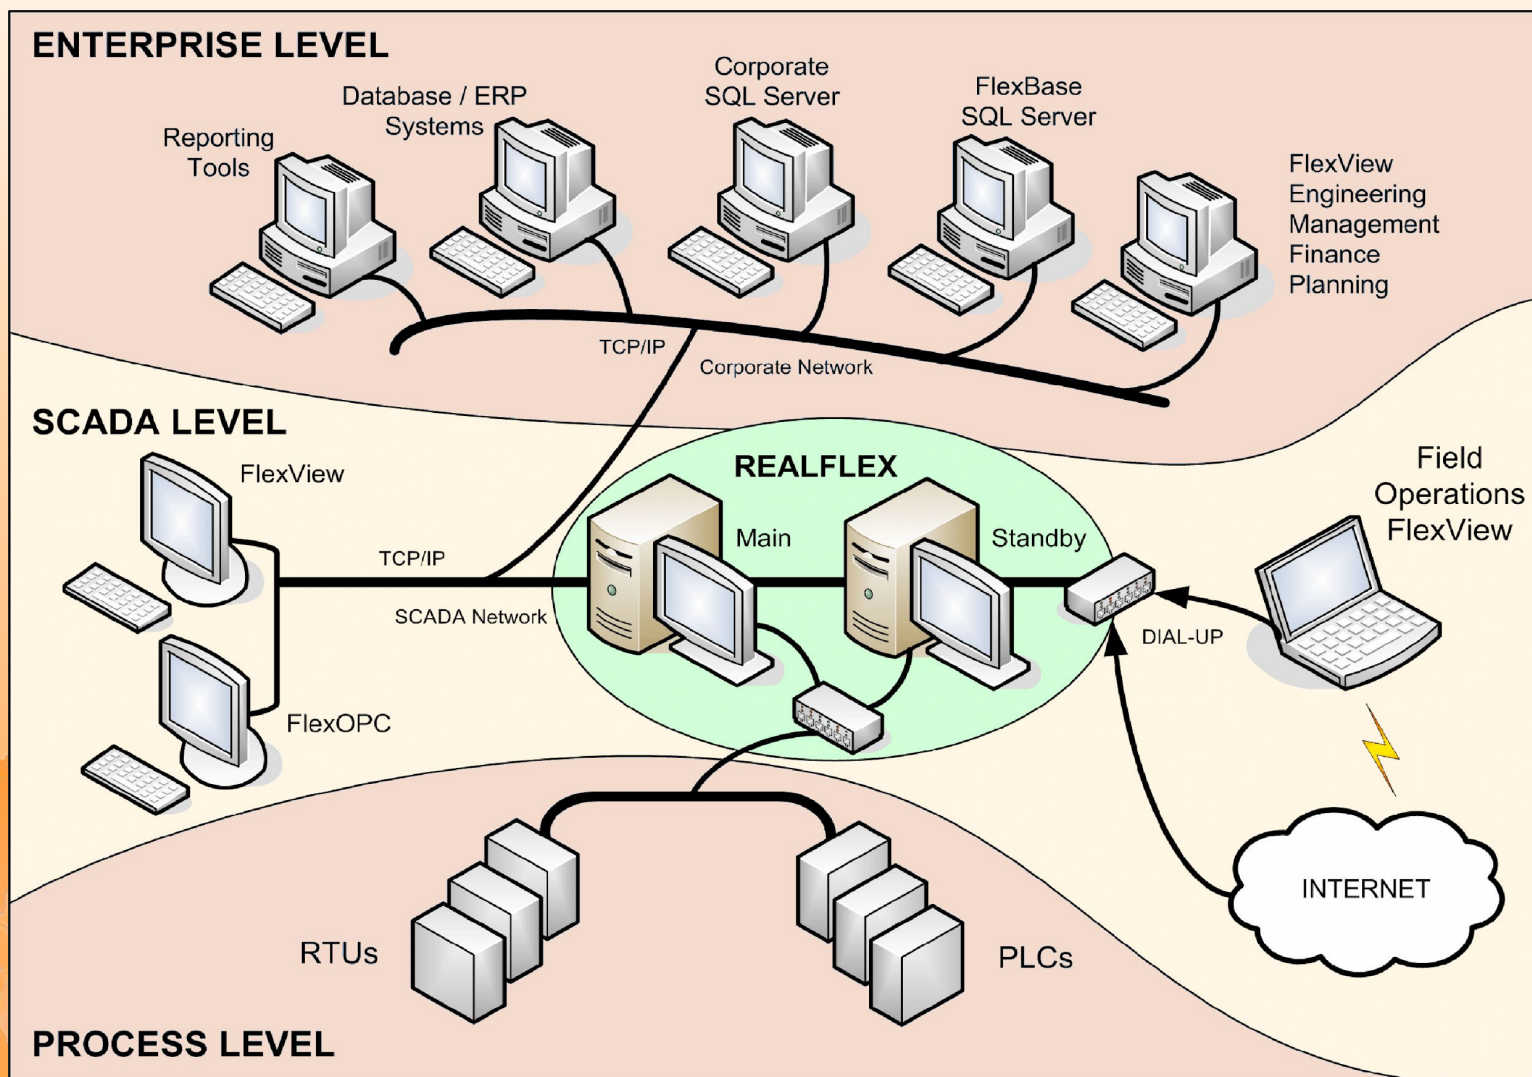 ENTERPRISE LEVEL
Reporting
Tools
Database / ERP
Systems
Corporate
SQL Server
FlexBase
SQL Server
FlexView
Engineering
Management
Finance
Planning
TCP/IP
Corporate Network
SCADA LEVEL
FlexView
TCP/IP
SCADA Network
FlexOPC
REALFLEX
Main
Standby
Field
Operations
FlexView
DIAL-UP
INTERNET
RTUs
PLCs
PROCESS LEVEL